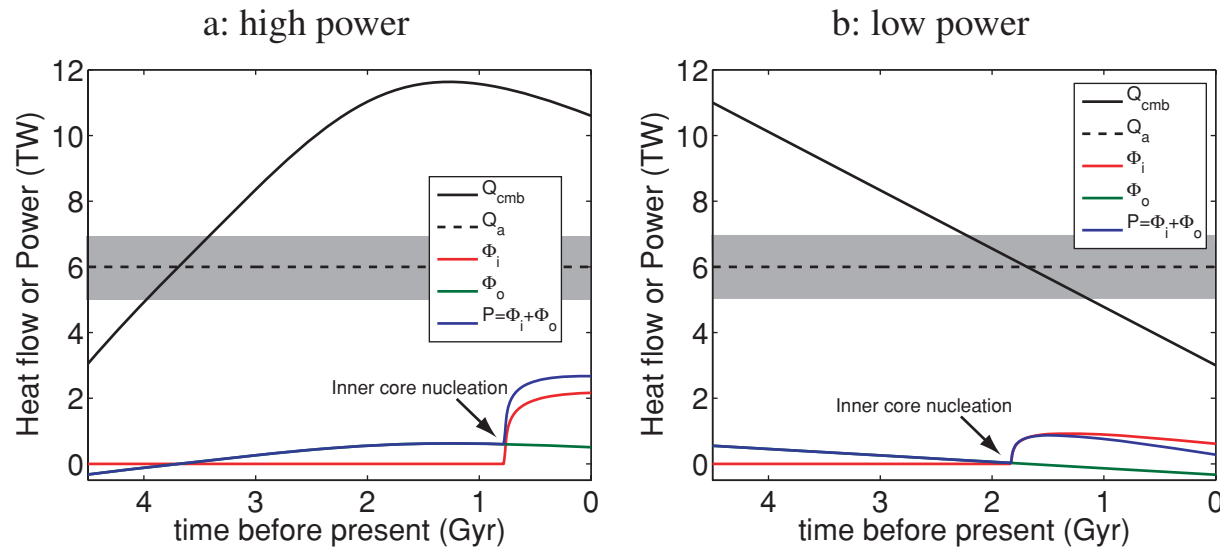 a: high power
Heat flow or Power (TW)
12
10
8
6
4
2
0
4
3
2
1
0
time before present (Gyr)
Q_cmb
Q_a
Φ_i
Φ_o
P=Φ_i+Φ_o
Inner core nucleation
b: low power
Heat flow or Power (TW)
12
10
8
6
4
2
0
4
3
2
1
0
time before present (Gyr)
Q_cmb
Q_a
Φ_i
Φ_o
P=Φ_i+Φ_o
Inner core nucleation